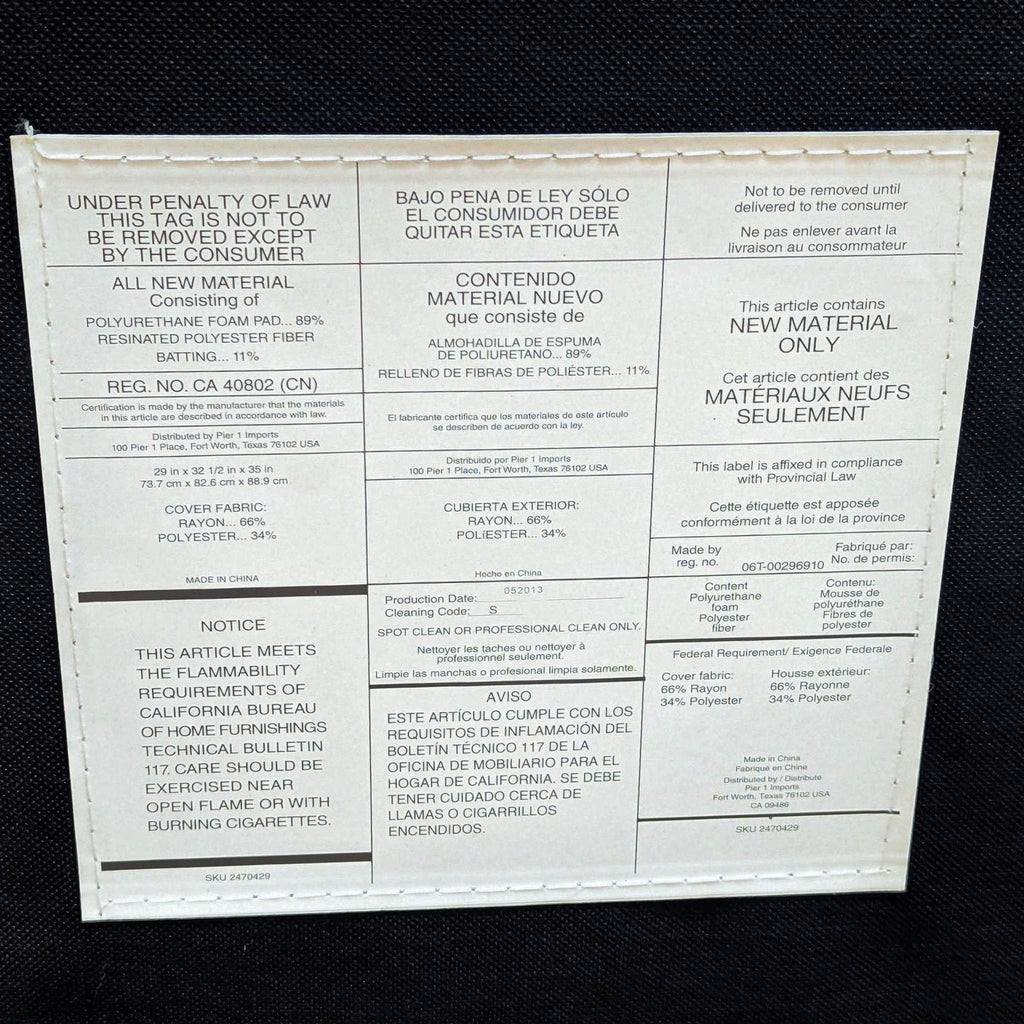 UNDER PENALTY OF LAW
THIS TAG IS NOT TO
BE REMOVED EXCEPT
BY THE CONSUMER
ALL NEW MATERIAL
Consisting of
POLYURETHANE FOAM PAD... 89%
RESINATED POLYESTER FIBER
BATTING... 11%
REG. NO. CA 40802 (CN)
Certification is made by the manufacturer that the materials
in this article are described in accordance with law.
Distributed by Pier 1 Imports
100 Pier 1 Place, Fort Worth, Texas 76102 USA
29 in x 32 1/2 in x 35 in
73.7 cm x 82.6 cm x 88.9 cm
COVER FABRIC:
RAYON... 66%
POLYESTER... 34%
MADE IN CHINA
NOTICE
THIS ARTICLE MEETS
THE FLAMMABILITY
REQUIREMENTS OF
CALIFORNIA BUREAU
OF HOME FURNISHINGS
TECHNICAL BULLETIN
117. CARE SHOULD BE
EXERCISED NEAR
OPEN FLAME OR WITH
BURNING CIGARETTES.
SKU 2470429
BAJO PENA DE LEY SÓLO
EL CONSUMIDOR DEBE
QUITAR ESTA ETIQUETA
CONTENIDO
MATERIAL NUEVO
que consiste de
ALMOHADILLA DE ESPUMA
DE POLIURETANO... 89%
RELLENO DE FIBRAS DE POLIÉSTER... 11%
El fabricante certifica que los materiales de este artículo
se describen de acuerdo con la ley.
Distribuido por Pier 1 Imports
100 Pier 1 Place, Fort Worth, Texas 76102 USA
CUBIERTA EXTERIOR:
RAYON... 66%
POLIÉSTER... 34%
Hecho en China
Production Date: 052013
Cleaning Code: S
SPOT CLEAN OR PROFESSIONAL CLEAN ONLY.
Nettoyer les taches ou nettoyer à
professionnel seulement.
Limpie las manchas o profesional limpia solamente.
AVISO
ESTE ARTÍCULO CUMPLE CON LOS
REQUISITOS DE INFLAMACIÓN DEL
BOLETÍN TÉCNICO 117 DE LA
OFICINA DE MOBILIARIO PARA EL
HOGAR DE CALIFORNIA. SE DEBE
TENER CUIDADO CERCA DE
LLAMAS O CIGARRILLOS
ENCENDIDOS.
Not to be removed until
delivered to the consumer
Ne pas enlever avant la
livraison au consommateur
This article contains
NEW MATERIAL
ONLY
Cet article contient des
MATÉRIAUX NEUFS
SEULEMENT
This label is affixed in compliance
with Provincial Law
Cette étiquette est apposée
conformément à la loi de la province
Made by
reg. no.
06T-00296910
Fabriqué par:
No. de permis:
Content
Polyurethane
foam
Polyester
fiber
Contenu:
Mousse de
polyuréthane
Fibres de
polyester
Federal Requirement/ Exigence Federale
Cover fabric:
66% Rayon
34% Polyester
Housse extérieur:
66% Rayonne
34% Polyester
Made in China
Fabriqué en Chine
Distributed by / Distribute
Pier 1 Imports
Fort Worth, Texas 76102 USA
CA 09486
SKU 2470429